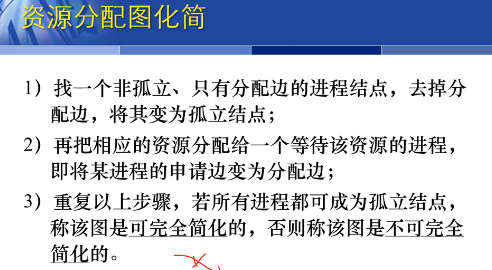 资源分配图化简
1）找一个非孤立、只有分配边的进程结点，去掉分
配边，将其变为孤立结点；
2）再把相应的资源分配给一个等待该资源的进程，
即将某进程的申请边变为分配边；
3）重复以上步骤，若所有进程都可成为孤立结点，
称该图是可完全简化的，否则称该图是不可完全
简化的。